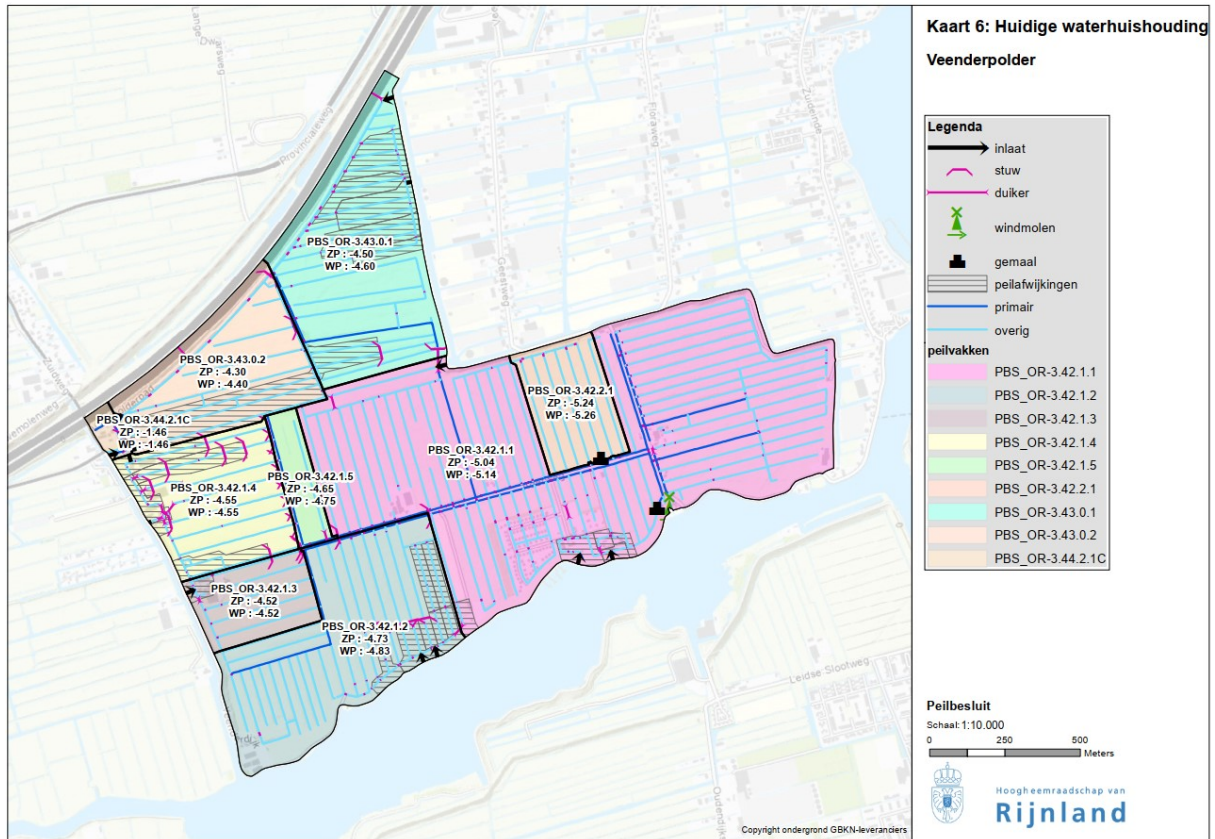 Kaart 6: Huidige waterhuishouding
Veenderpolder
Legenda
inlaat
stuw
duiker
windmolen
gemaal
peilafwijkingen
primair
overig
peilvakken
PBS_OR-3.42.1.1
PBS_OR-3.42.1.2
PBS_OR-3.42.1.3
PBS_OR-3.42.1.4
PBS_OR-3.42.1.5
PBS_OR-3.42.2.1
PBS_OR-3.43.0.1
PBS_OR-3.43.0.2
PBS_OR-3.44.2.1C
Peilbesluit
Schaal:1:10.000
0 250 500
Meters
Hoogheemraadschap van
Rijnland
Provincialeweg
Geestweg
Floraweg
Zuideinde
Zuidweg
PBS_OR-3.43.0.1
ZP : -4.50
WP : -4.60
PBS_OR-3.43.0.2
ZP : -4.30
WP : -4.40
PBS_OR-3.44.2.1C
ZP : -1.46
WP : -1.46
PBS_OR-3.42.2.1
ZP : -5.24
WP : -5.26
PBS_OR-3.42.1.1
ZP : -5.04
WP : -5.14
PBS_OR-3.42.1.5
ZP : -4.65
WP : -4.75
PBS_OR-3.42.1.4
ZP : -4.55
WP : -4.55
PBS_OR-3.42.1.3
ZP : -4.52
WP : -4.52
PBS_OR-3.42.1.2
ZP : -4.73
WP : -4.83
Leidse Slootweg
Copyright ondergrond GBKN-leveranciers